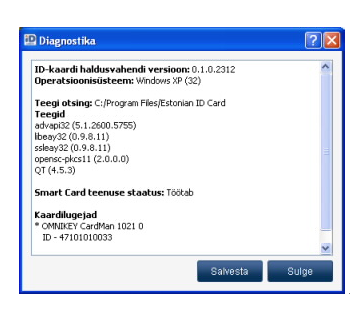 Diagnostika
ID-kaardi haldusvahendi versioon: 0.1.0.2312
Operatsioonisüsteem: Windows XP (32)
Teegi otsing: C:/Program Files/Estonian ID Card
Teegid
advapi32 (5.1.2600.5755)
libeay32 (0.9.8.11)
ssleay32 (0.9.8.11)
opensc-pkcs11 (2.0.0.0)
QT (4.5.3)
Smart Card teenuse staatus: Töötab
Kaardilugejad
* OMNIKEY CardMan 1021 0
ID - 47101010033
Salvesta Sulge